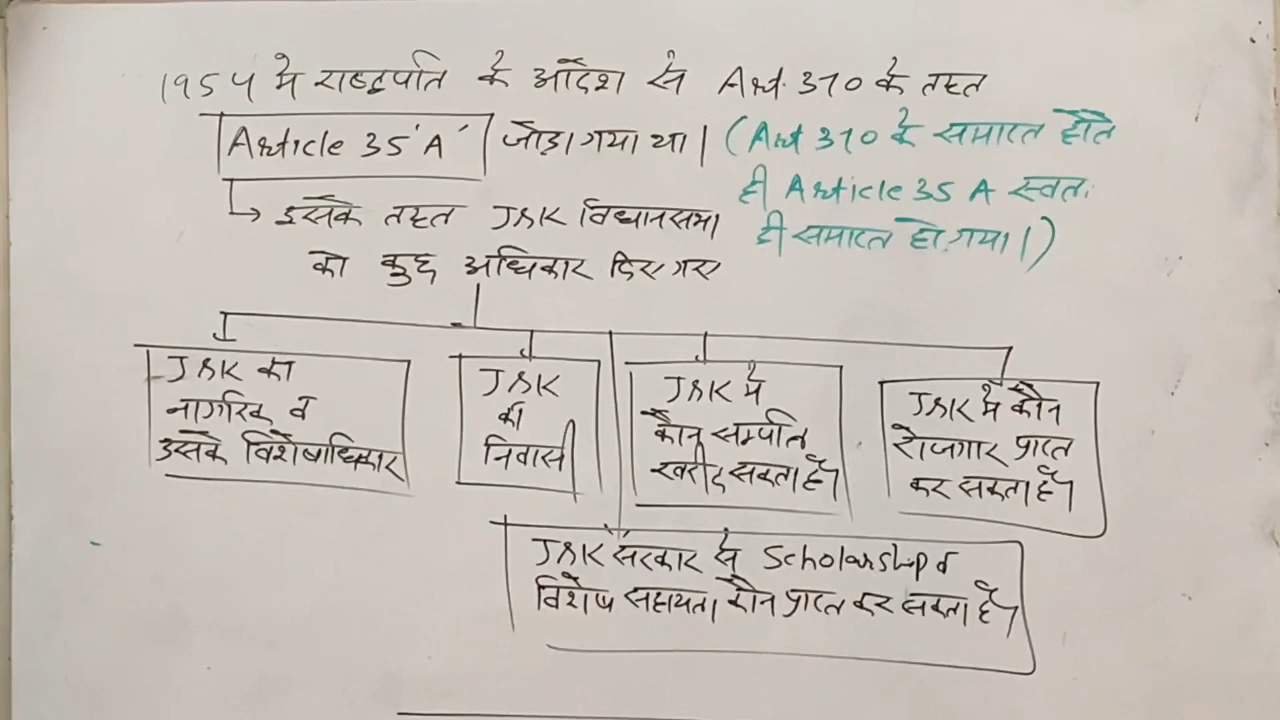 1954 मे राष्ट्रपति के आदेश से Art. 370 के तहत
Article 35 'A' जोड़ा गया था। (Art 370 के समाप्त होते
ही Article 35 A स्वतः
ही समाप्त हो गया।)
↳ इसके तहत J&K विधानसभा
को कुछ अधिकार दिए गए
J&K का
नागरिक व
उसके विशेषाधिकार
J&K
का
निवासी
J&K मे
कौन सम्पति
खरीद सकता है।
J&K मे कौन
रोजगार प्राप्त
कर सकता है।
J&K सरकार से Scholarship व
विशेष सहायता कौन प्राप्त कर सकता है।